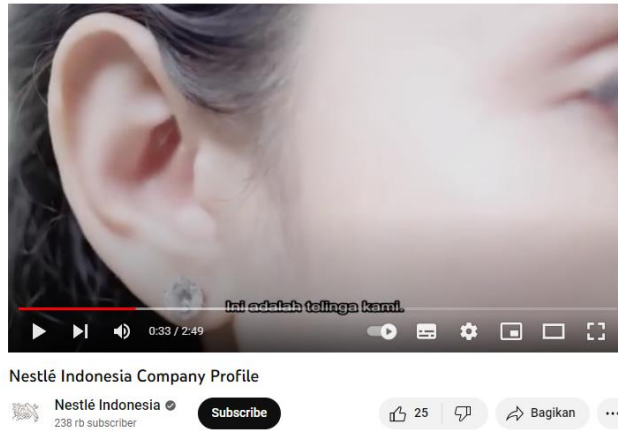 Ini adalah telinga kami.
0:33 / 2:49
Nestlé Indonesia Company Profile
Nestlé Indonesia
238 rb subscriber
Subscribe
25
Bagikan